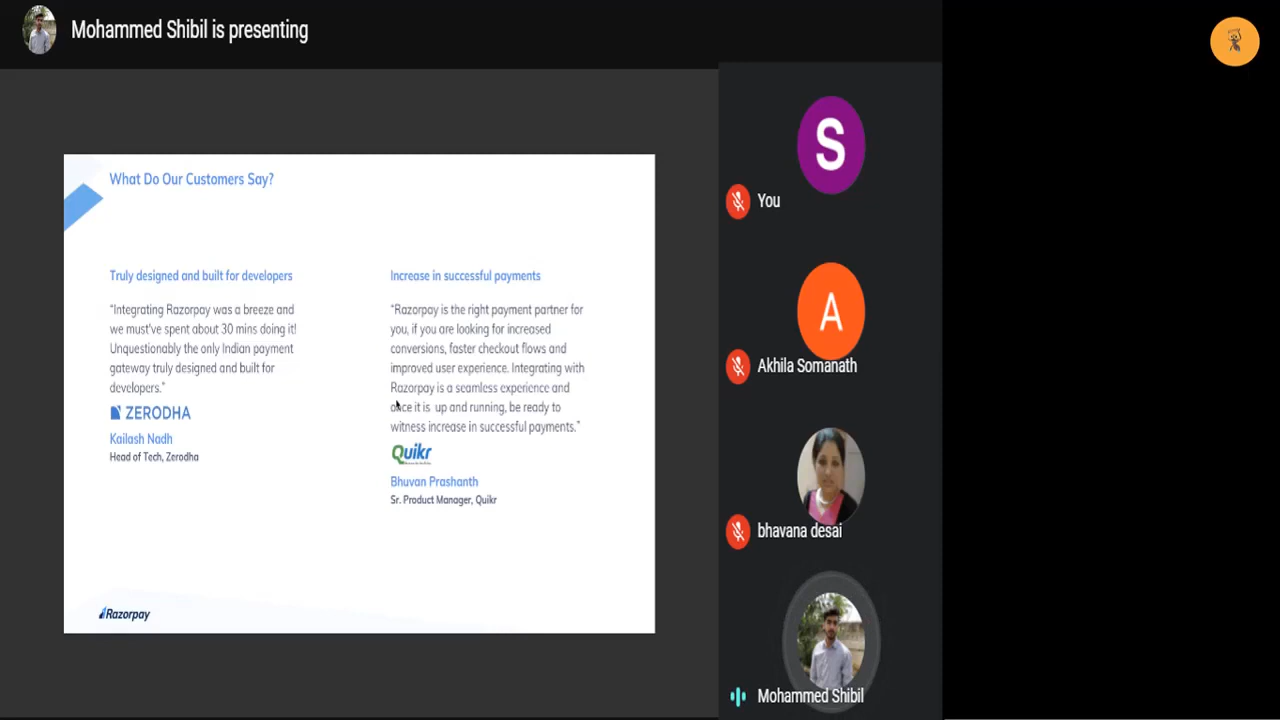 Mohammed Shibil is presenting
What Do Our Customers Say?
Truly designed and built for developers
"Integrating Razorpay was a breeze and
we must've spent about 30 mins doing it!
Unquestionably the only Indian payment
gateway truly designed and built for
developers."
ZERODHA
Kailash Nadh
Head of Tech, Zerodha
Increase in successful payments
"Razorpay is the right payment partner for
you, if you are looking for increased
conversions, faster checkout flows and
improved user experience. Integrating with
Razorpay is a seamless experience and
once it is up and running, be ready to
witness increase in successful payments."
Quikr
Bhuvan Prashanth
Sr. Product Manager, Quikr
Razorpay
S
You
A
Akhila Somanath
bhavana desai
Mohammed Shibil